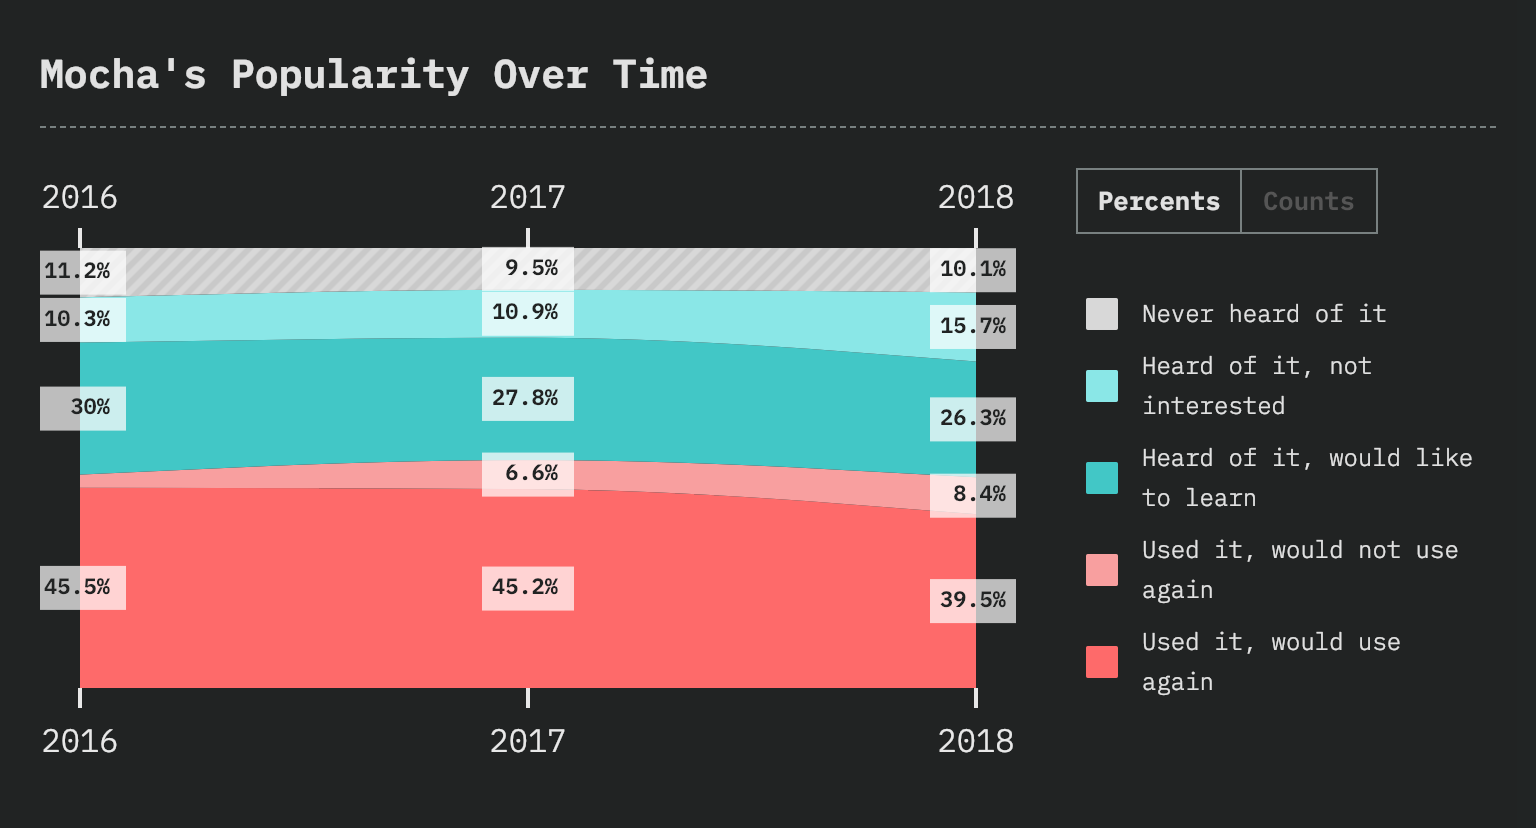 Mocha's Popularity Over Time
2016 2017 2018
Percents Counts
11.2% 9.5% 10.1%
10.3% 10.9% 15.7%
30% 27.8% 26.3%
6.6% 8.4%
45.5% 45.2% 39.5%
2016 2017 2018
Never heard of it
Heard of it, not
interested
Heard of it, would like
to learn
Used it, would not use
again
Used it, would use
again